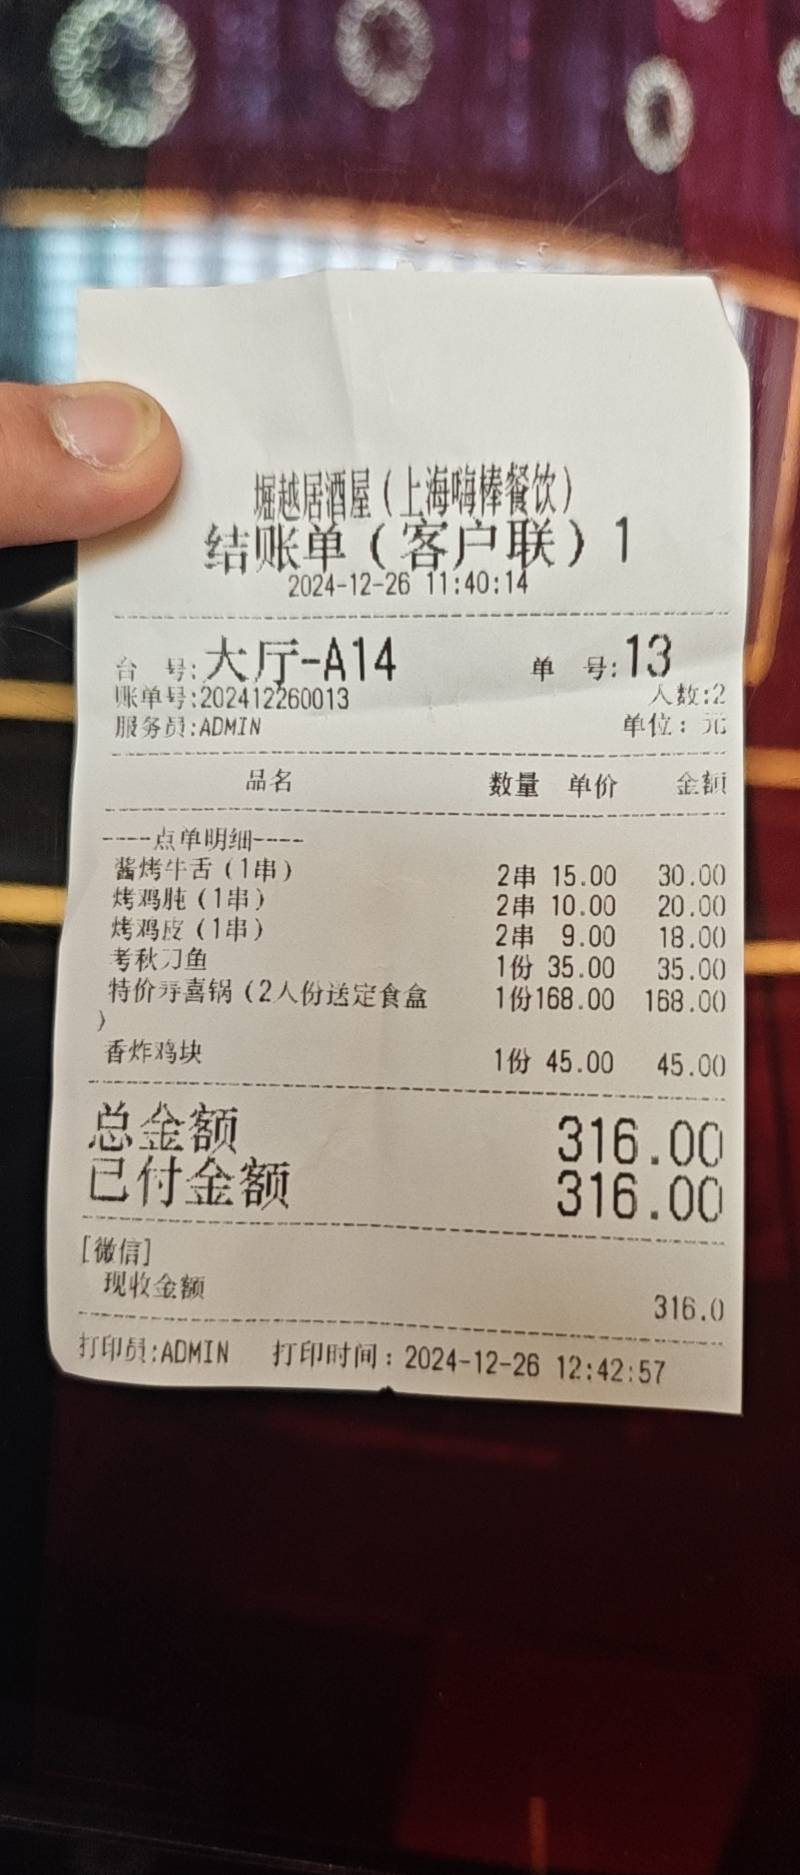 堀越居酒屋（上海嗨棒餐饮）
结账单（客户联）1
2024-12-26 11:40:14
台 号:大厅-A14 单 号:13
账单号:202412260013 人数:2
服务员:ADMIN 单位：元
品名 数量 单价 金额
----点单明细----
酱烤牛舌（1串） 2串 15.00 30.00
烤鸡肫（1串） 2串 10.00 20.00
烤鸡皮（1串） 2串 9.00 18.00
考秋刀鱼 1份 35.00 35.00
特价寿喜锅（2人份送定食盒 1份168.00 168.00
）
香炸鸡块 1份 45.00 45.00
总金额 316.00
已付金额 316.00
[微信]
现收金额 316.0
打印员:ADMIN 打印时间：2024-12-26 12:42:57